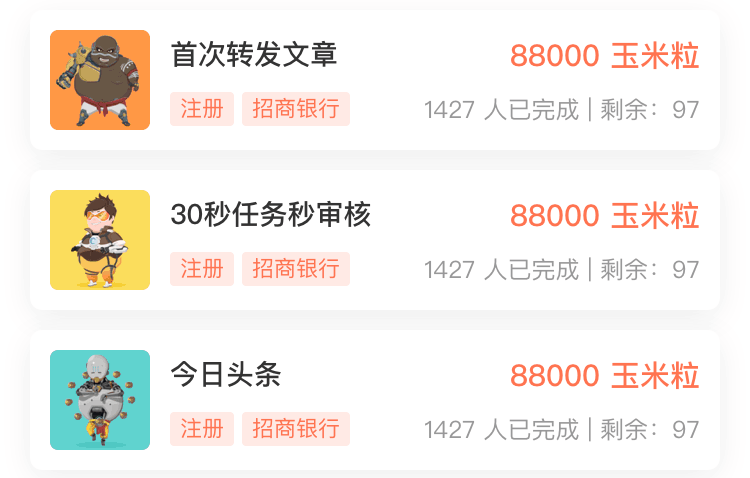 首次转发文章 88000 玉米粒
注册 招商银行 1427 人已完成 | 剩余：97
30秒任务秒审核 88000 玉米粒
注册 招商银行 1427 人已完成 | 剩余：97
今日头条 88000 玉米粒
注册 招商银行 1427 人已完成 | 剩余：97